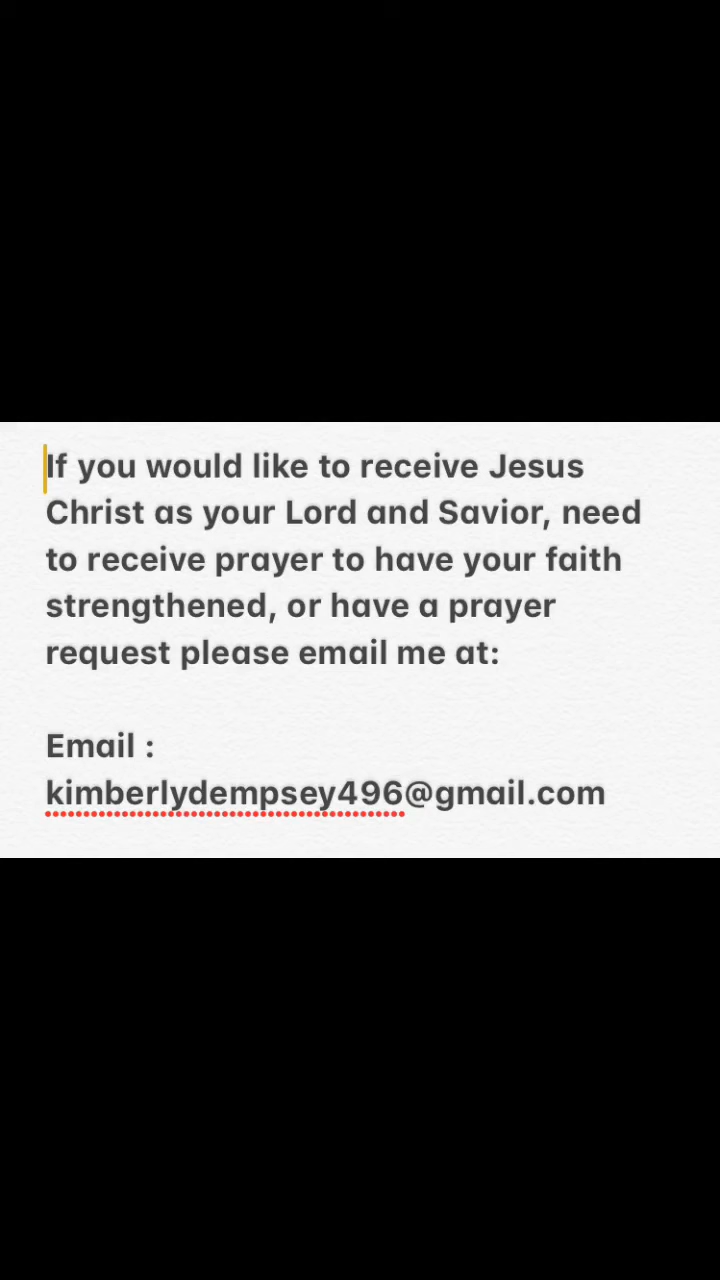 If you would like to receive Jesus
Christ as your Lord and Savior, need
to receive prayer to have your faith
strengthened, or have a prayer
request please email me at:
Email :
kimberlydempsey496@gmail.com